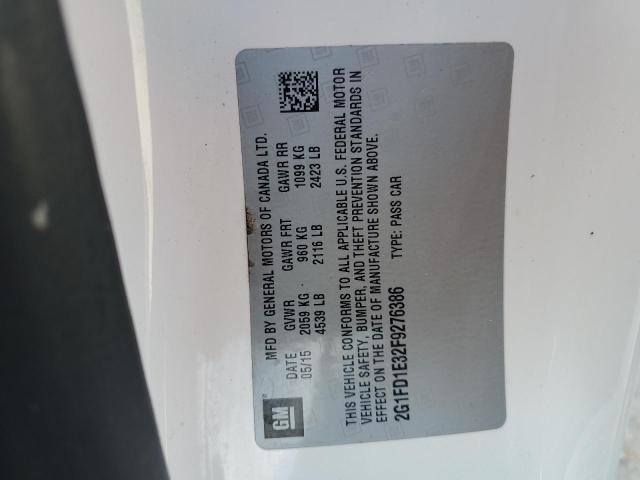 MFD BY GENERAL MOTORS OF CANADA LTD.
DATE GVWR GAWR FRT GAWR RR
05/15 2059 KG 960 KG 1099 KG
4539 LB 2116 LB 2423 LB
THIS VEHICLE CONFORMS TO ALL APPLICABLE U.S. FEDERAL MOTOR
VEHICLE SAFETY, BUMPER, AND THEFT PREVENTION STANDARDS IN
EFFECT ON THE DATE OF MANUFACTURE SHOWN ABOVE.
2G1FD1E32F9276386 TYPE: PASS CAR
GM